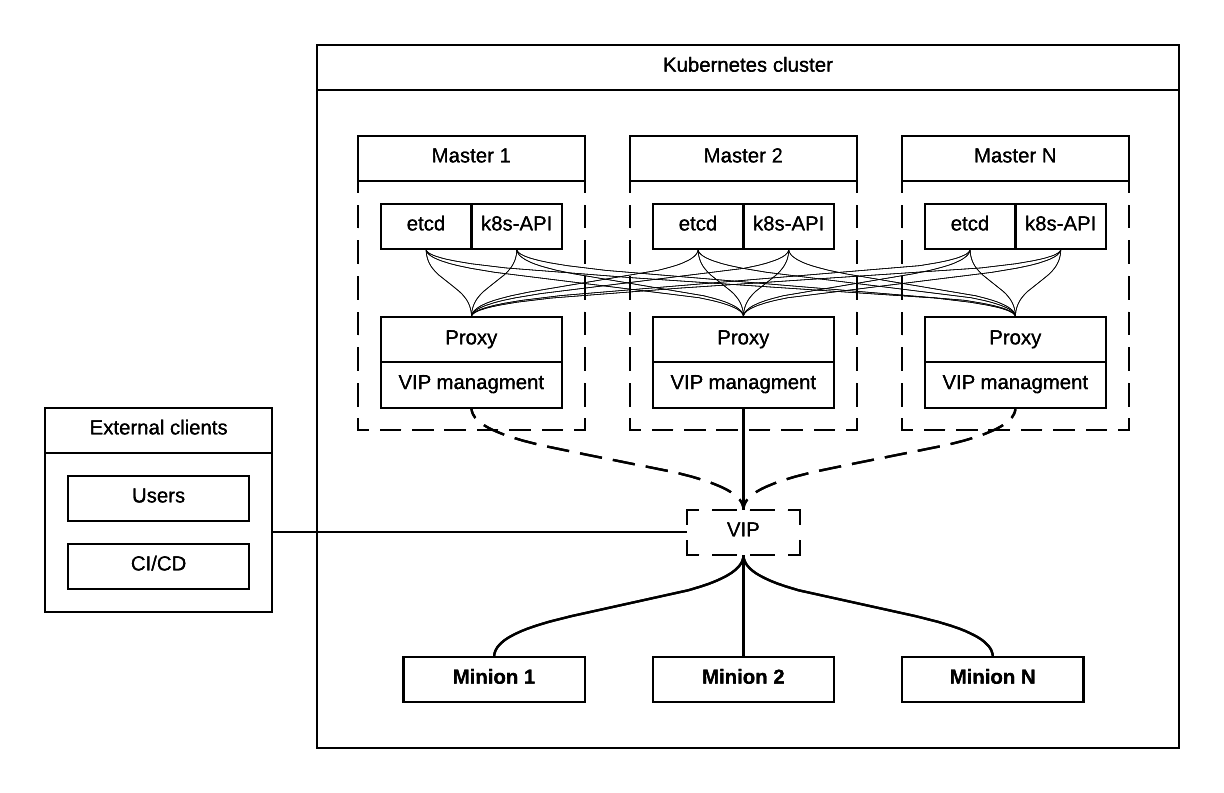 Kubernetes cluster
Master 1
Master 2
Master N
etcd
k8s-API
etcd
k8s-API
etcd
k8s-API
Proxy
Proxy
Proxy
VIP managment
VIP managment
VIP managment
External clients
Users
CI/CD
VIP
Minion 1
Minion 2
Minion N